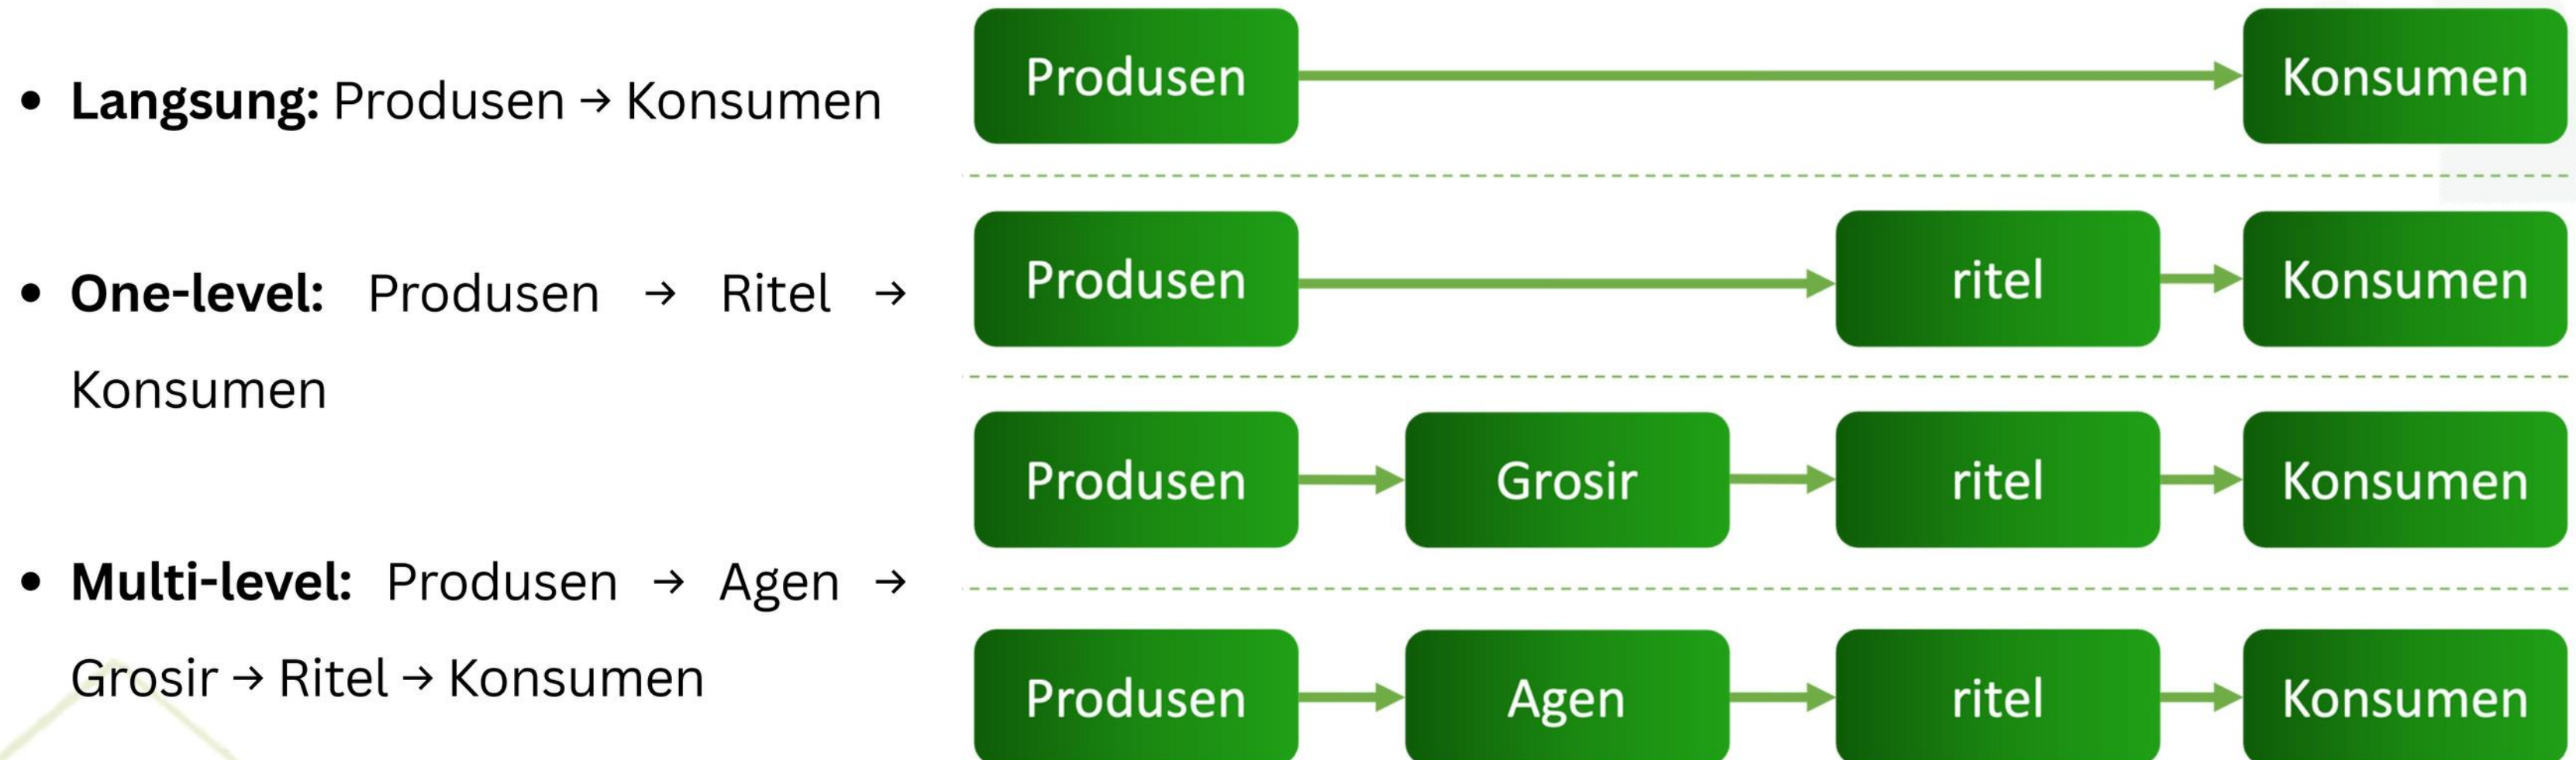 • Langsung: Produsen → Konsumen
• One-level: Produsen → Ritel →
Konsumen
• Multi-level: Produsen → Agen →
Grosir → Ritel → Konsumen
Produsen Konsumen
Produsen ritel Konsumen
Produsen Grosir ritel Konsumen
Produsen Agen ritel Konsumen